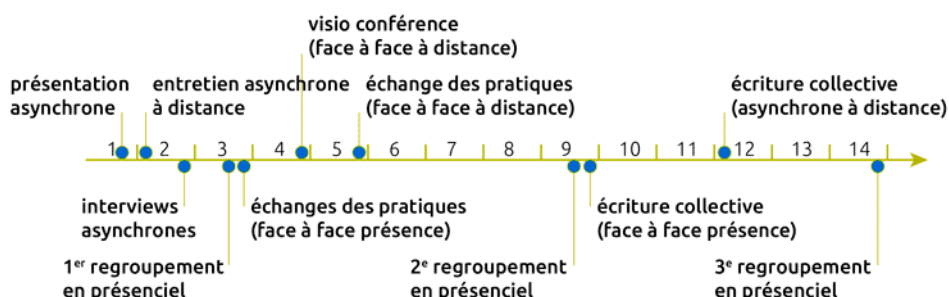 visio conférence
(face à face à distance)
présentation
asynchrone
entretien asynchrone
à distance
échange des pratiques
(face à face à distance)
écriture collective
(asynchrone à distance)
1 2 3 4 5 6 7 8 9 10 11 12 13 14
interviews
asynchrones
échanges des pratiques
(face à face présence)
écriture collective
(face à face présence)
1er regroupement
en présenciel
2e regroupement
en présenciel
3e regroupement
en présenciel